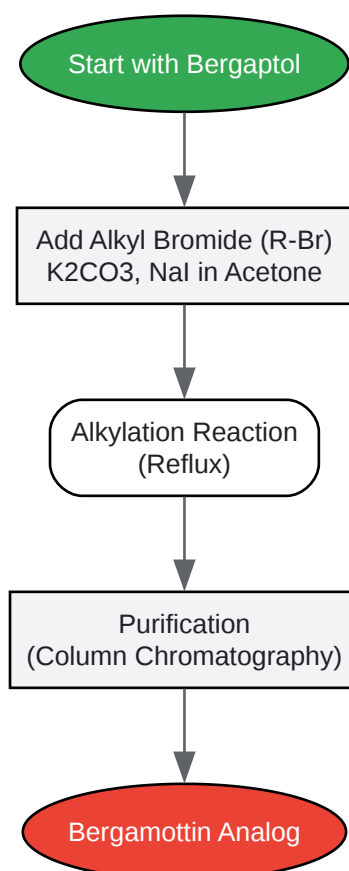 Start with Bergaptol
Add Alkyl Bromide (R-Br)
K2CO3, NaI in Acetone
Alkylation Reaction
(Reflux)
Purification
(Column Chromatography)
Bergamottin Analog